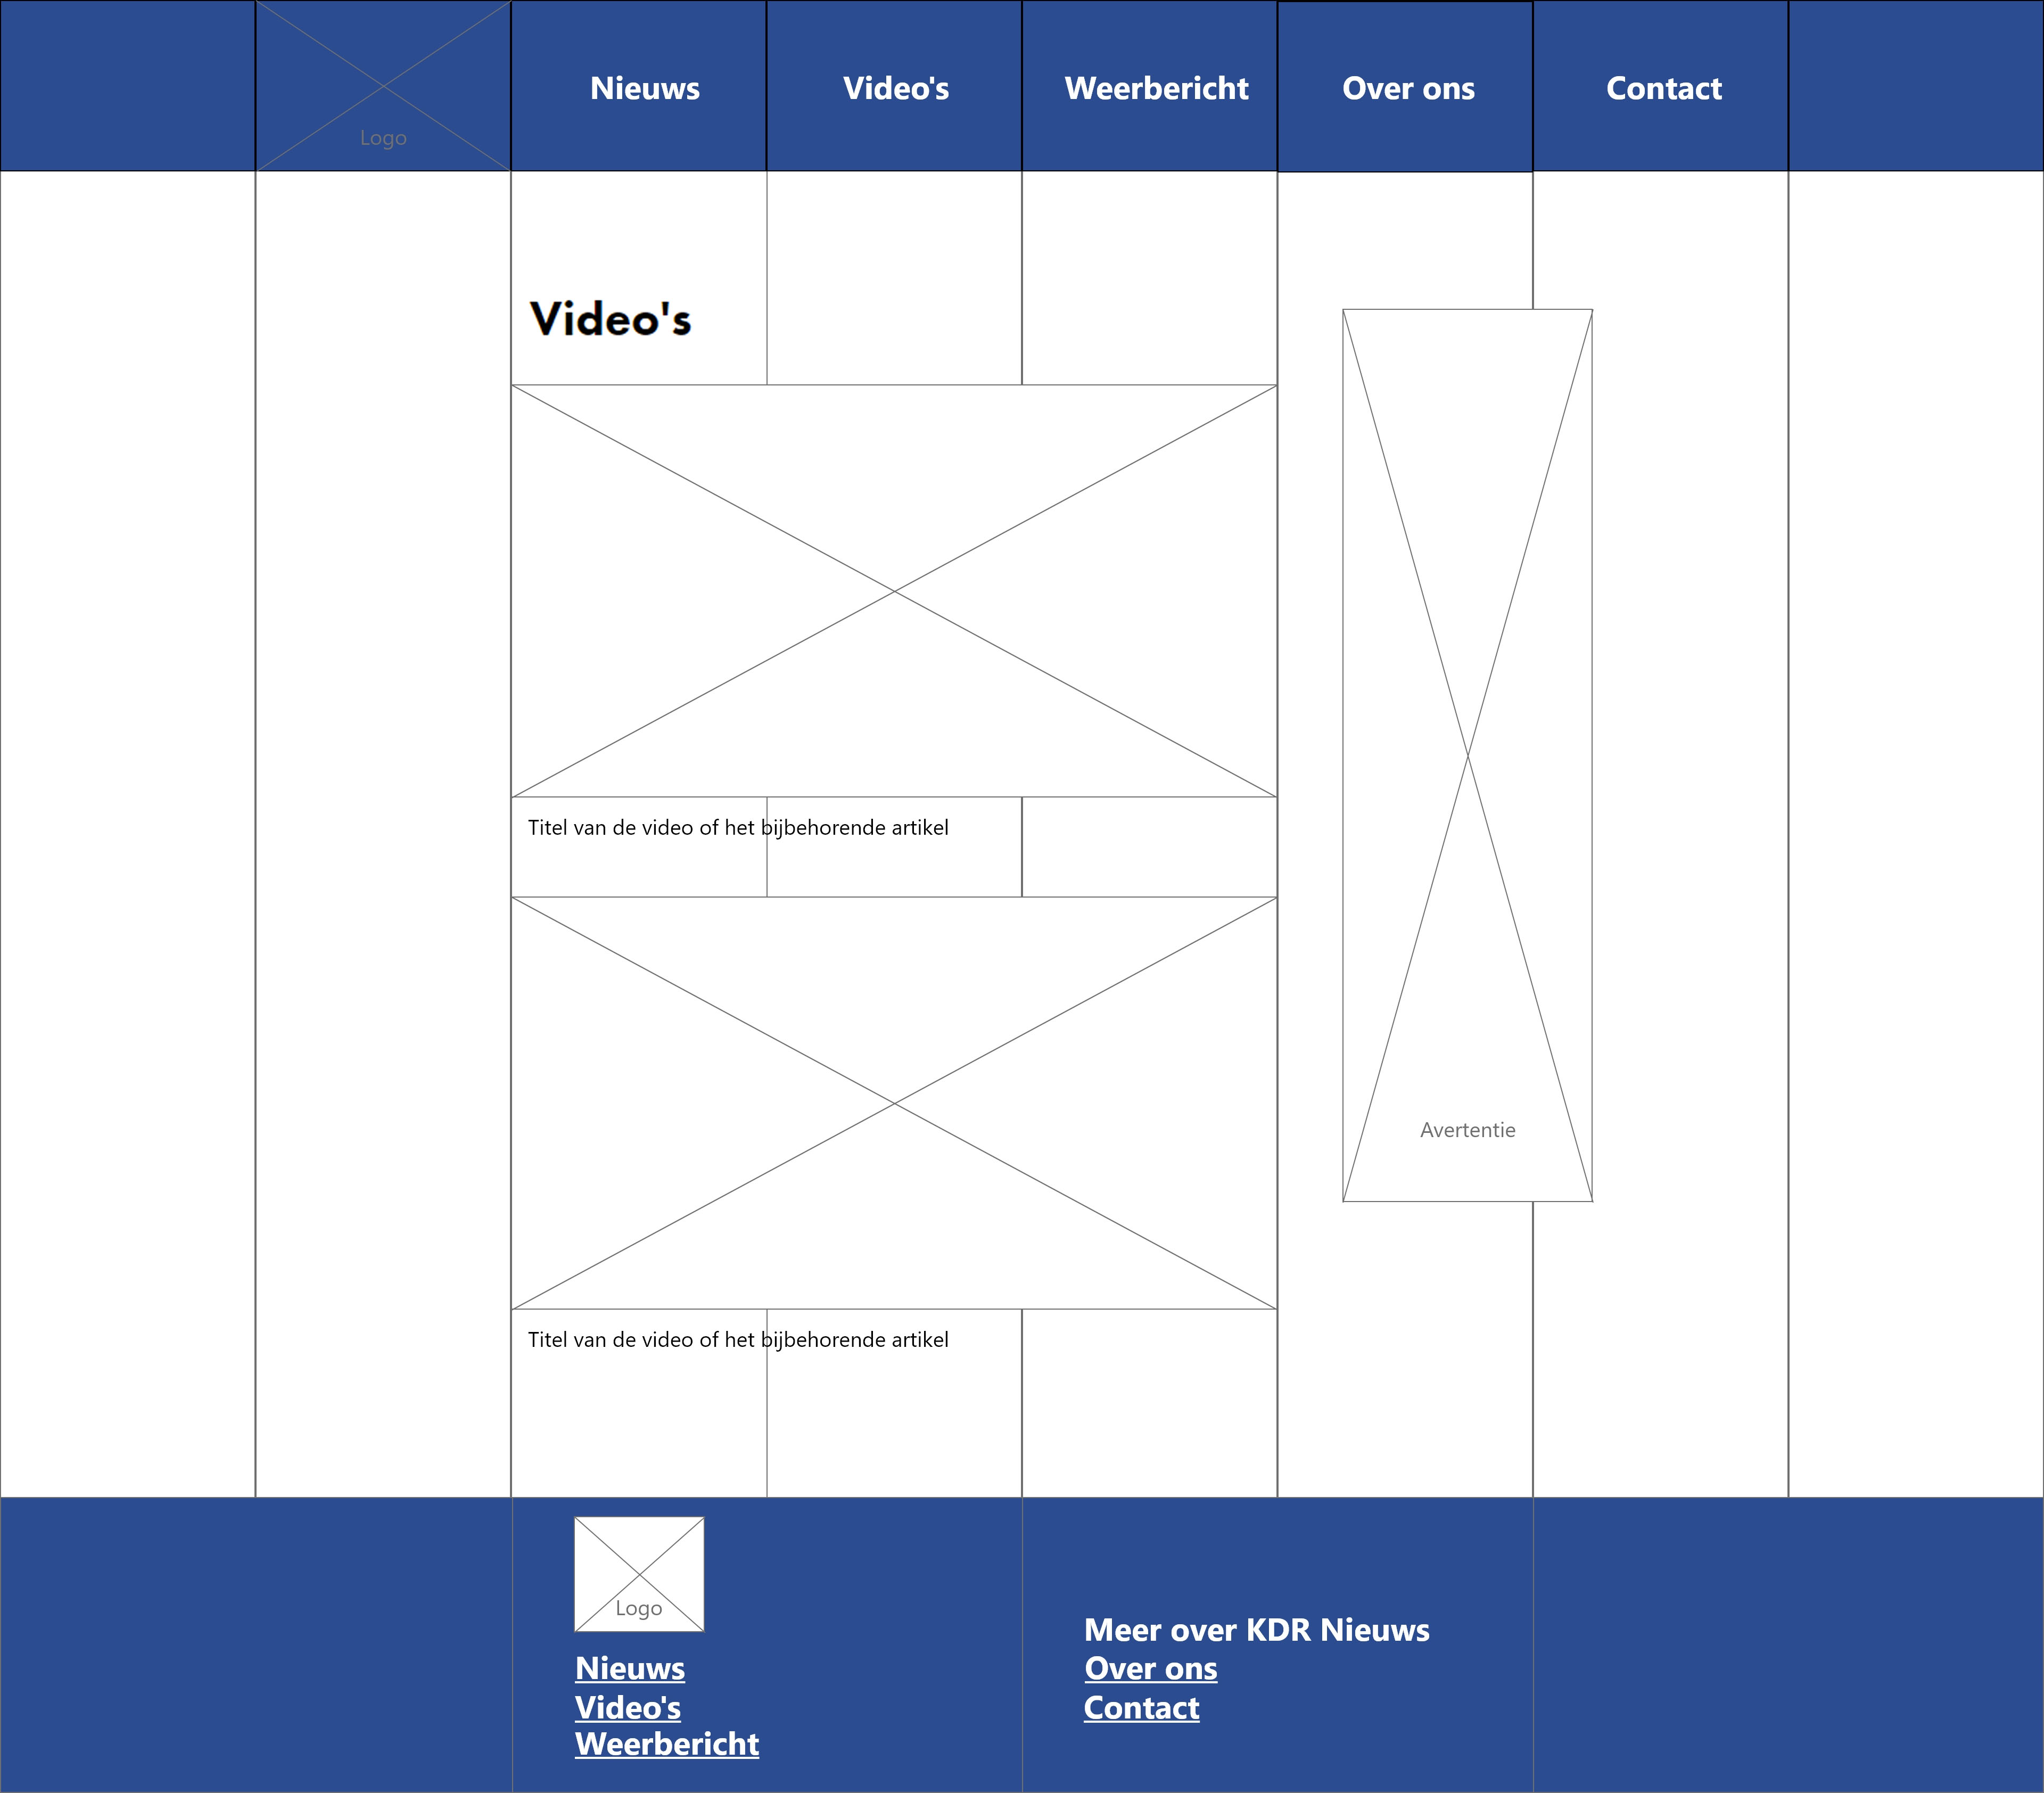 Logo
Nieuws
Video's
Weerbericht
Over ons
Contact
Video's
Titel van de video of het bijbehorende artikel
Titel van de video of het bijbehorende artikel
Avertentie
Logo
Nieuws
Video's
Weerbericht
Meer over KDR Nieuws
Over ons
Contact